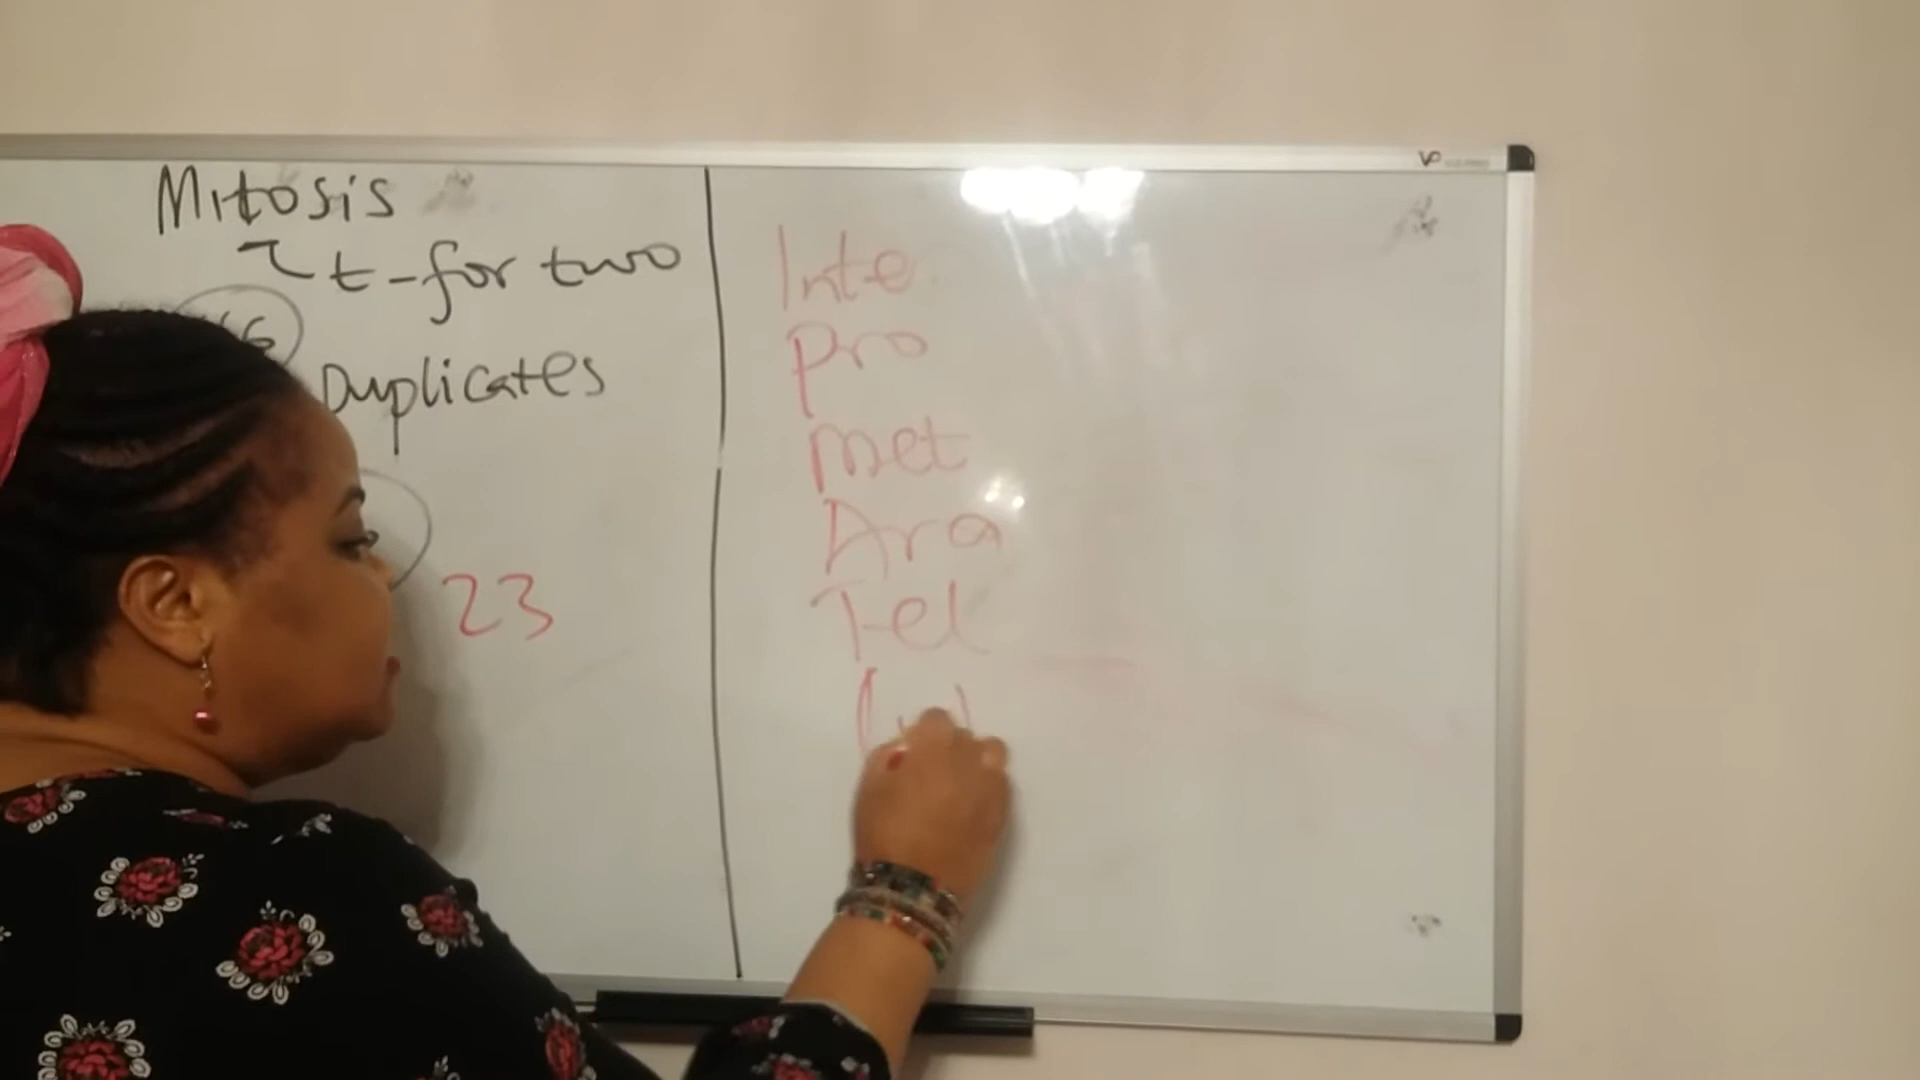 Mitosis
t-for two
Duplicates
23
Inte
Pro
Met
Ana
Tel